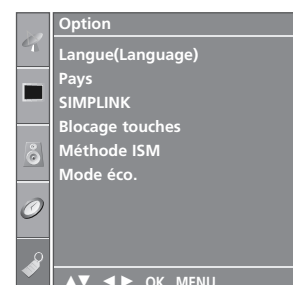 Option
Langue(Language)
Pays
SIMPLINK
Blocage touches
Méthode ISM
Mode éco.
▲▼ ◄► OK MENU